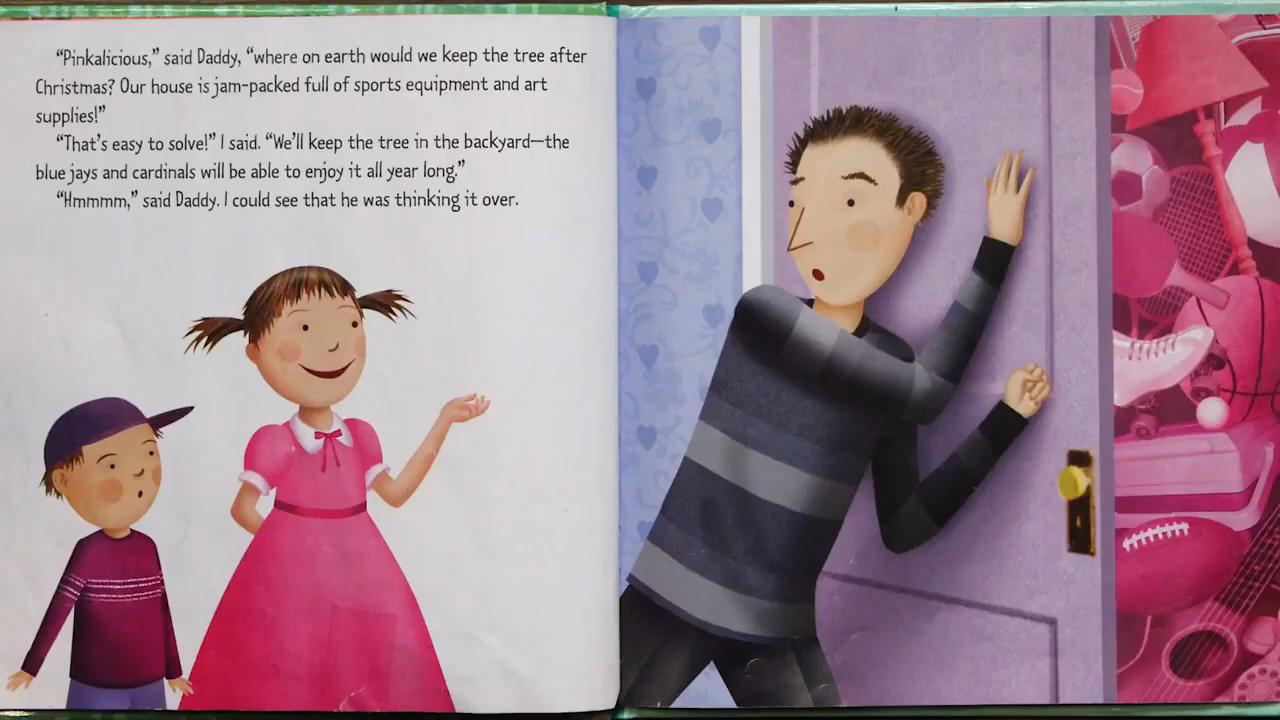 “Pinkalicious,” said Daddy, “where on earth would we keep the tree after
Christmas? Our house is jam-packed full of sports equipment and art
supplies!”
“That’s easy to solve!” I said. “We’ll keep the tree in the backyard—the
blue jays and cardinals will be able to enjoy it all year long.”
“Hmmmm,” said Daddy. I could see that he was thinking it over.